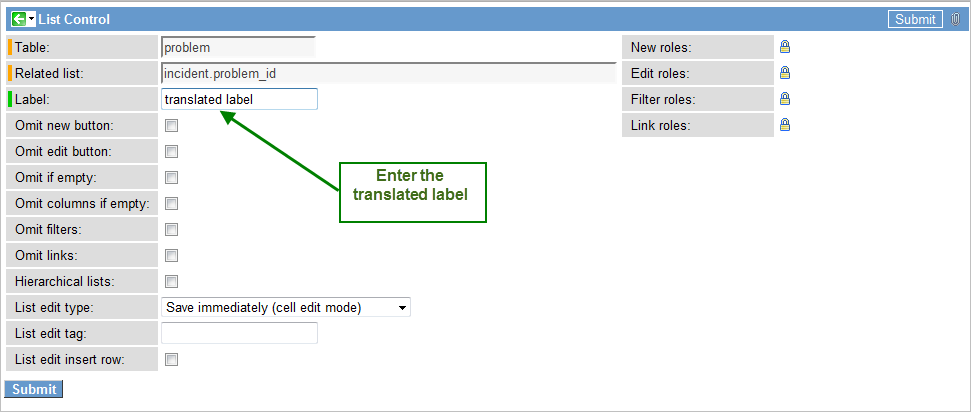 List Control
Submit
Table:
problem
New roles:
Related list:
incident.problem_id
Edit roles:
Label:
translated label
Filter roles:
Omit new button:
Link roles:
Omit edit button:
Omit if empty:
Enter the
translated label
Omit columns if empty:
Omit filters:
Omit links:
Hierarchical lists:
List edit type:
Save immediately (cell edit mode)
List edit tag:
List edit insert row:
Submit